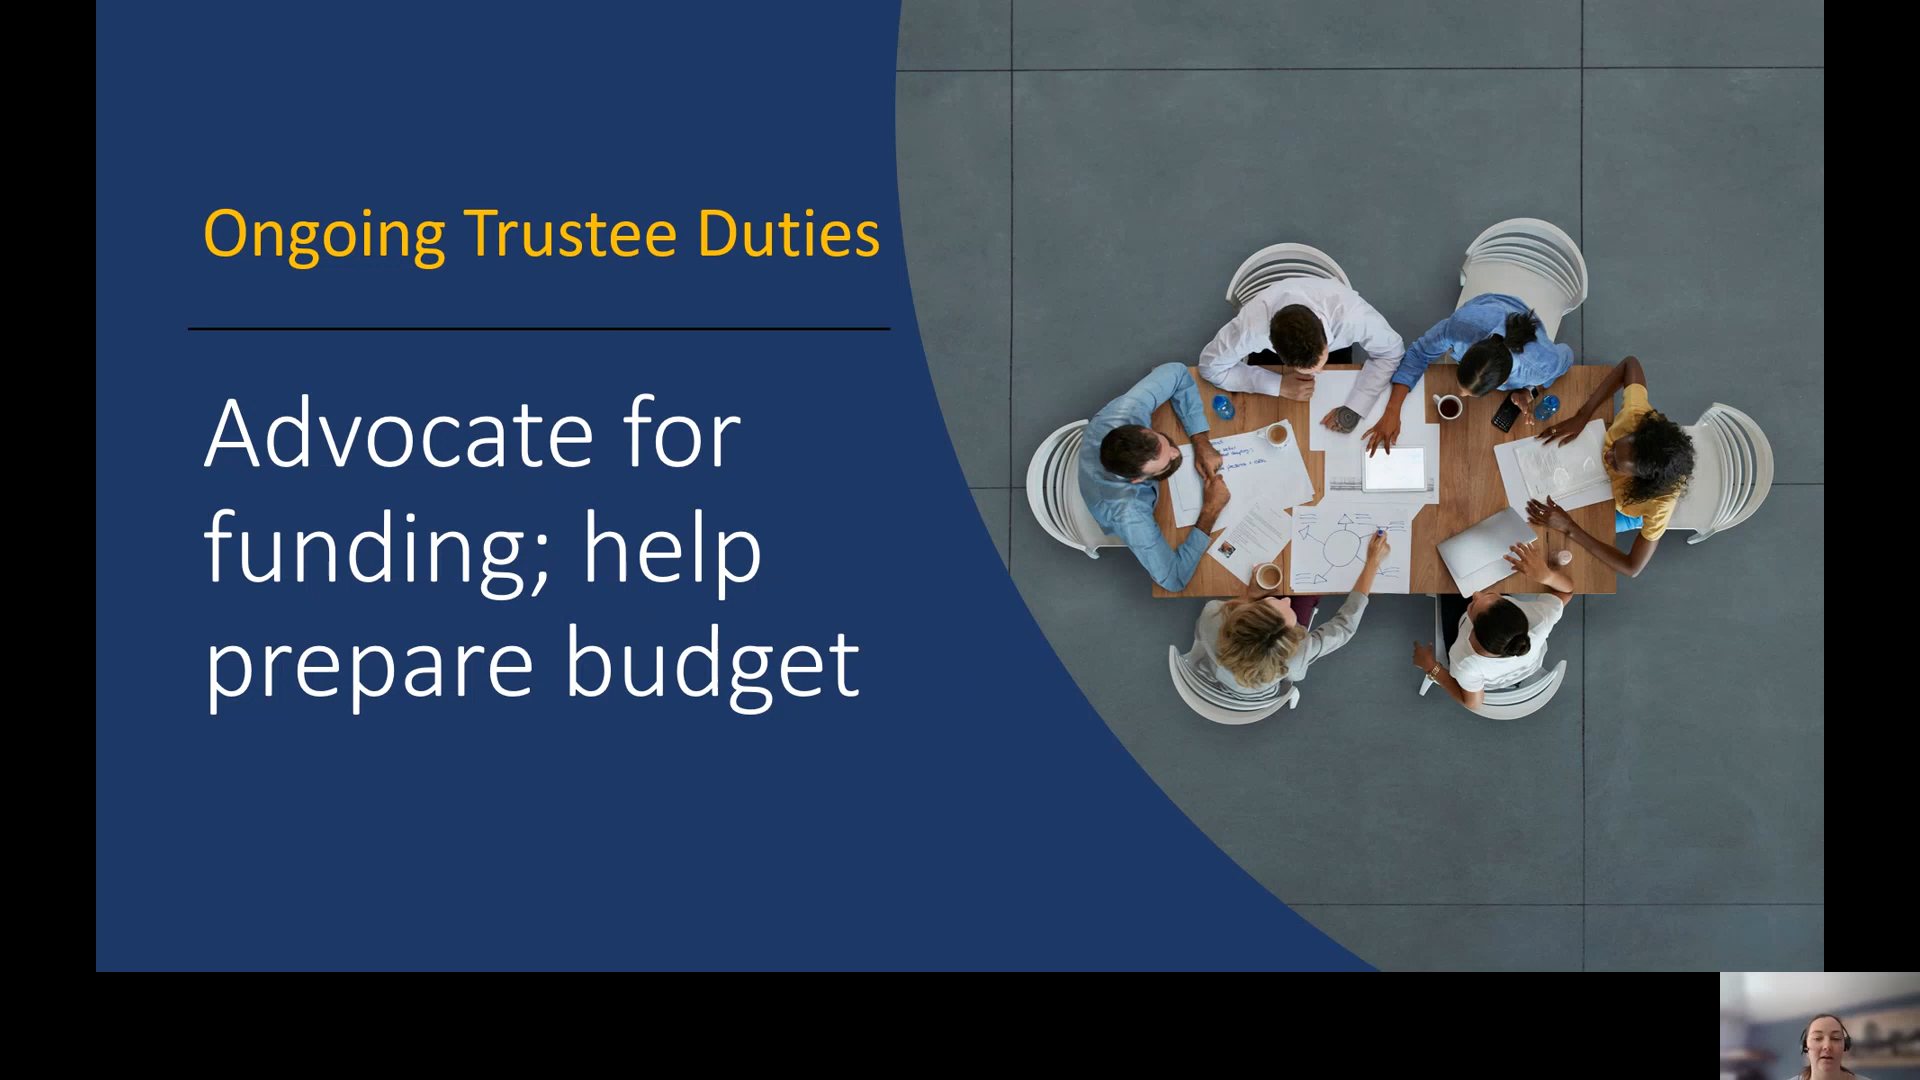 Ongoing Trustee Duties
Advocate for
funding; help
prepare budget